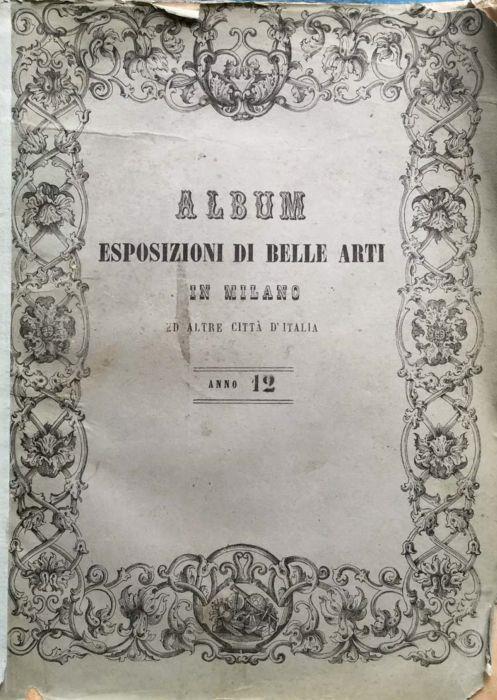 ALBUM
ESPOSIZIONI DI BELLE ARTI
IN MILANO
ED ALTRE CITTÀ D'ITALIA
ANNO 12